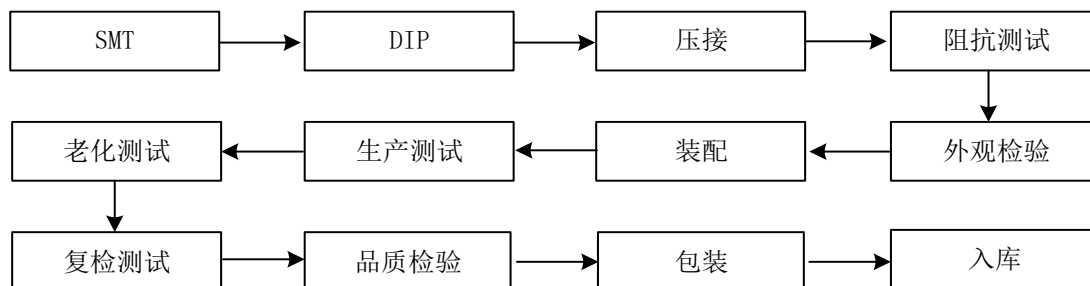 SMT
DIP
压接
阻抗测试
外观检验
装配
生产测试
老化测试
复检测试
品质检验
包装
入库